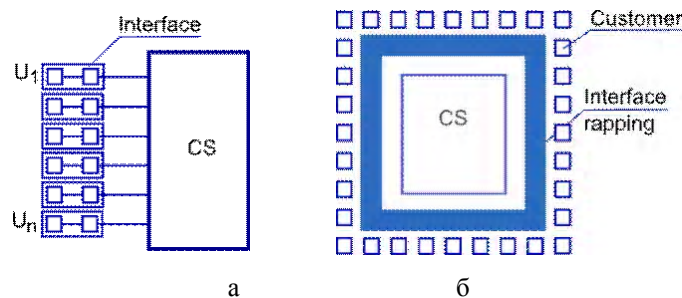 Interface
U1
CS
Un
Customer
CS
Interface
rapping
а
б